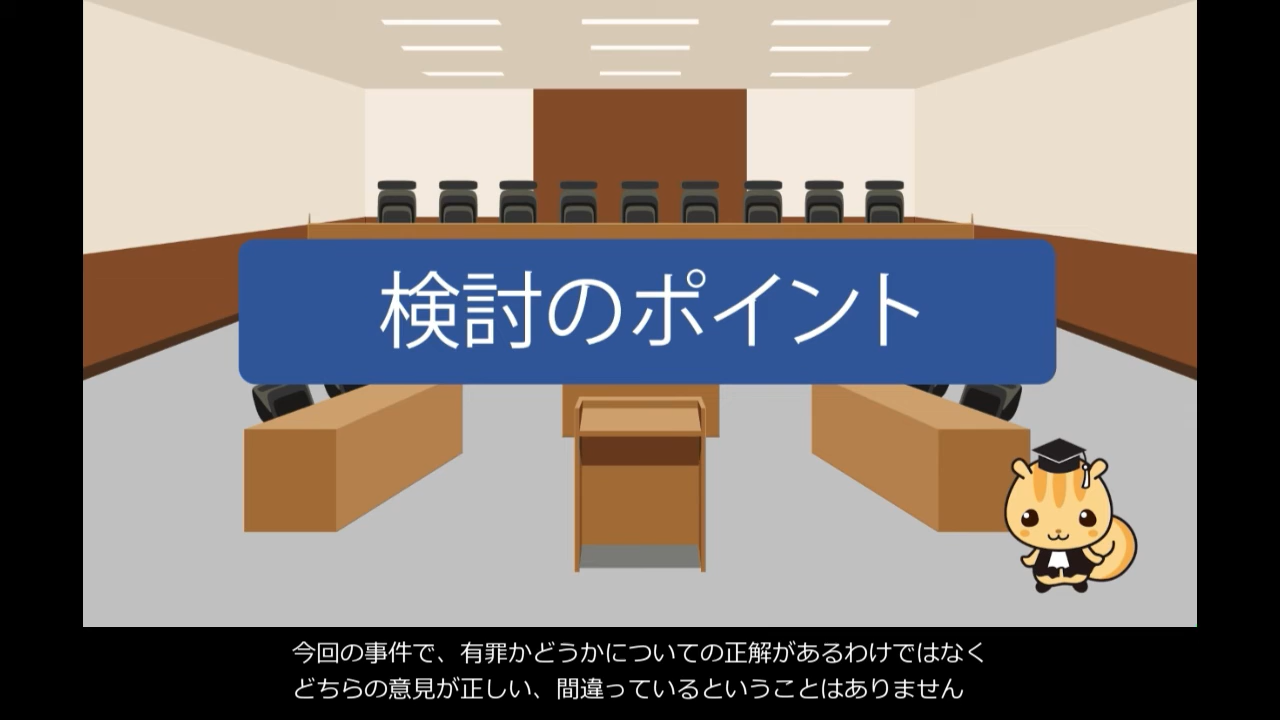 検討のポイント
今回の事件で、有罪かどうかについての正解があるわけではなく
どちらの意見が正しい、間違っているということはありません